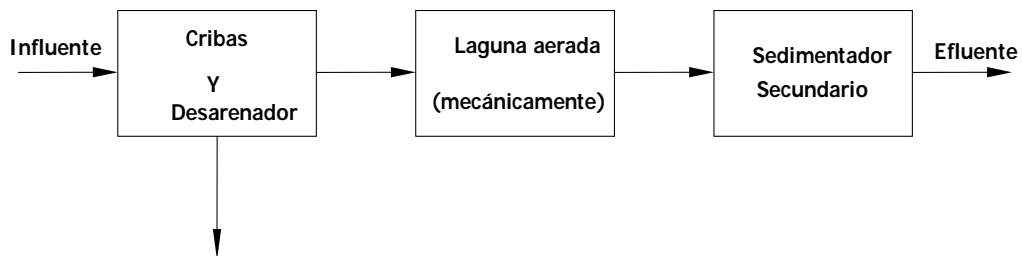 Influente
Cribas
Y
Desarenador
Laguna aerada
(mecánicamente)
Sedimentador
Secundario
Efluente